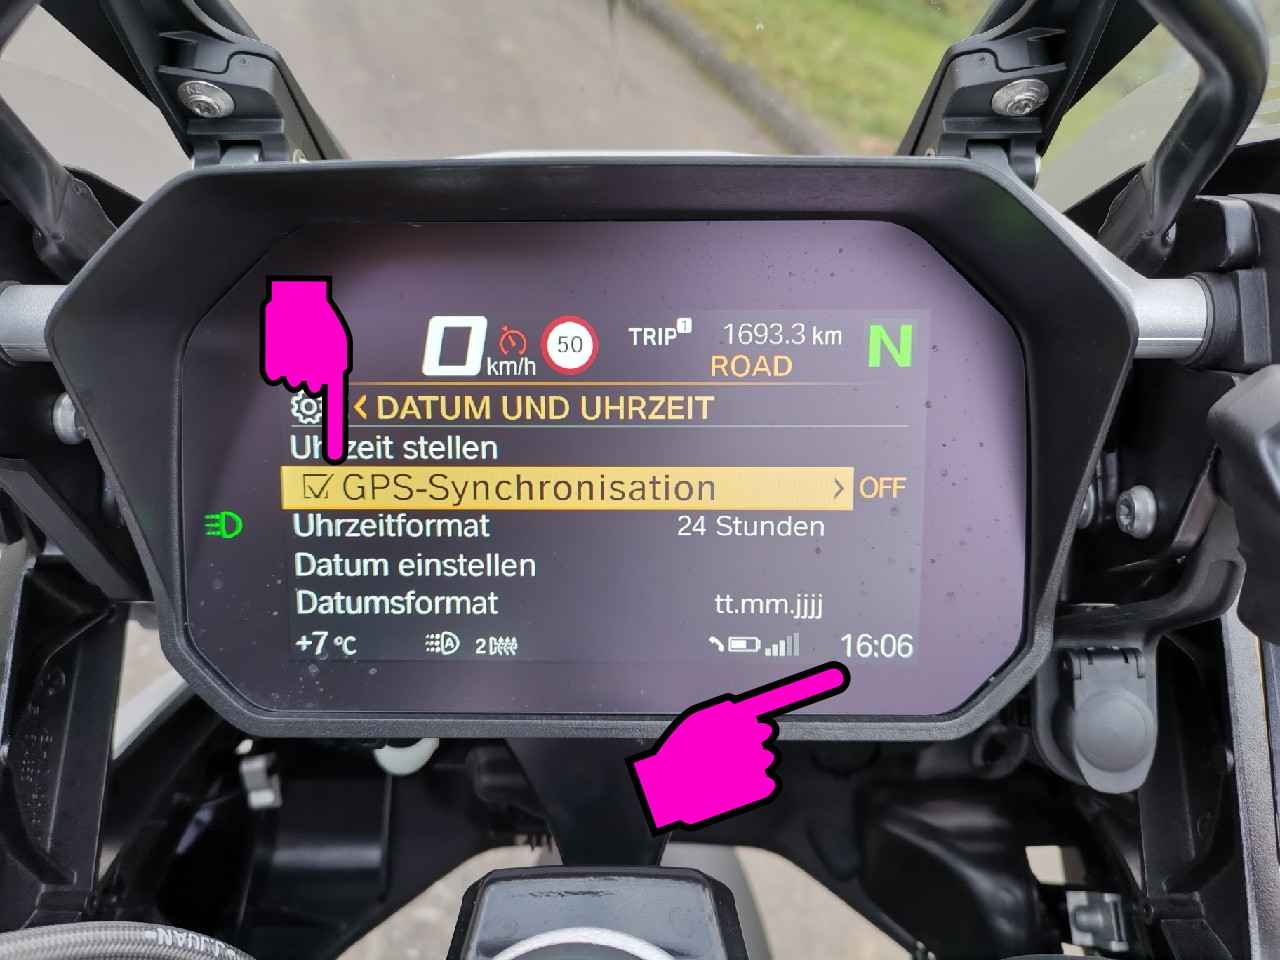 0 km/h 50 TRIP 1 1693.3 km N
ROAD
DATUM UND UHRZEIT
Uhrzeit stellen
GPS-Synchronisation OFF
Uhrzeitformat 24 Stunden
Datum einstellen
Datumsformat tt.mm.jjjj
+7 °C A 2 16:06
J.JUAN